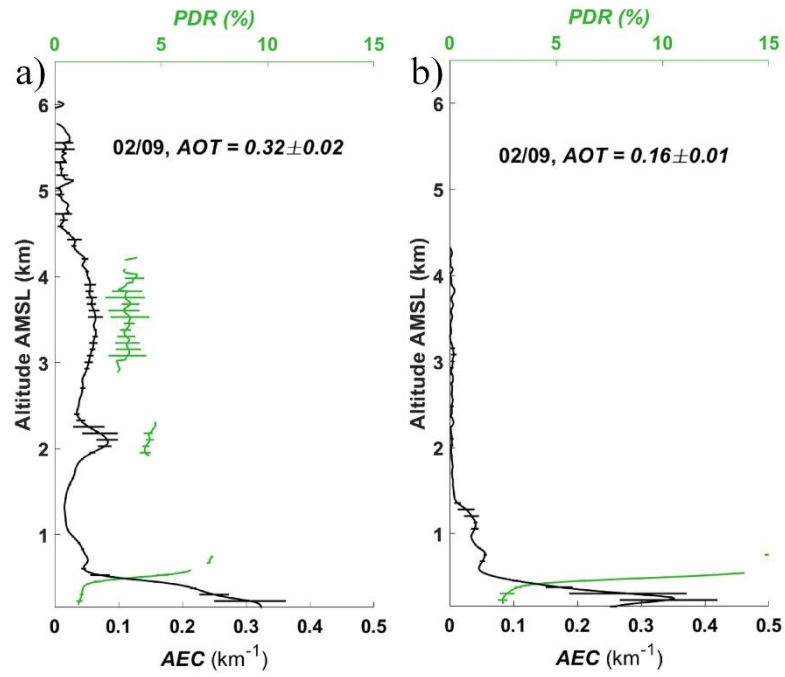 PDR (%)
0 5 10 15
a)
6
5
4
3
2
1
02/09, AOT = 0.32±0.02
Altitude AMSL (km)
0 0.1 0.2 0.3 0.4 0.5
AEC (km⁻¹)
PDR (%)
0 5 10 15
b)
6
5
4
3
2
1
02/09, AOT = 0.16±0.01
Altitude AMSL (km)
0 0.1 0.2 0.3 0.4 0.5
AEC (km⁻¹)